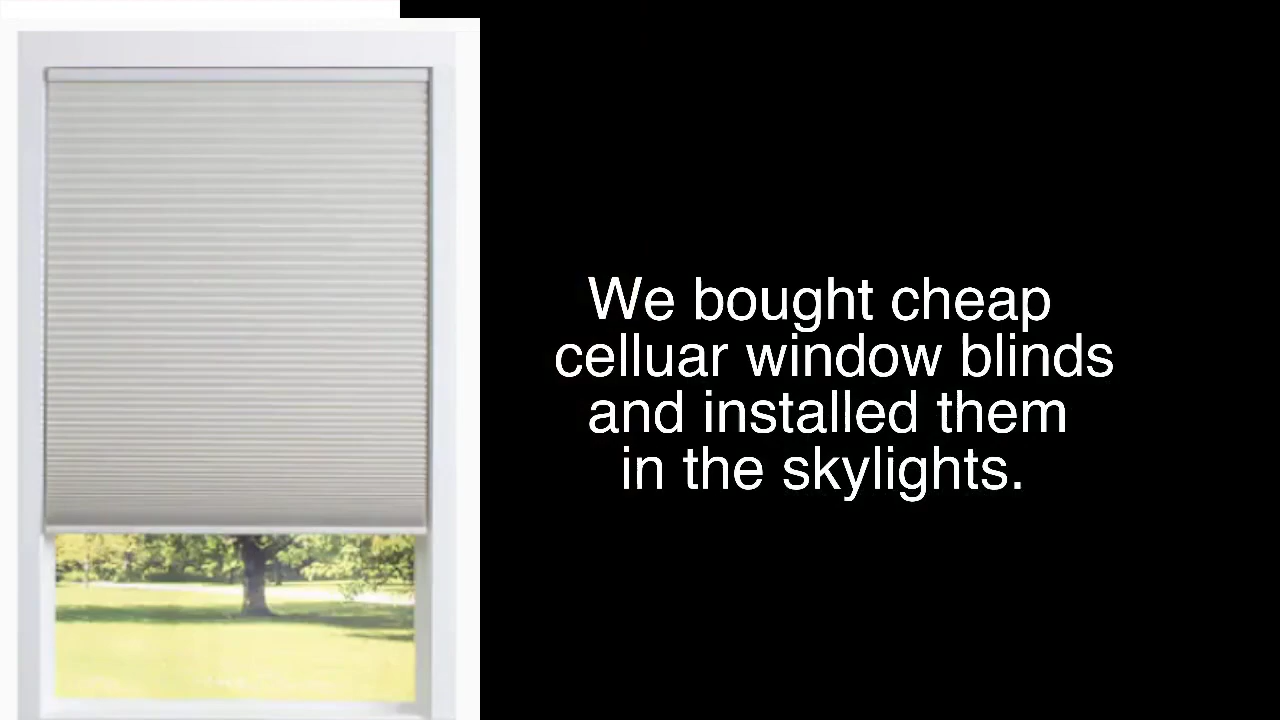 We bought cheap
celluar window blinds
and installed them
in the skylights.